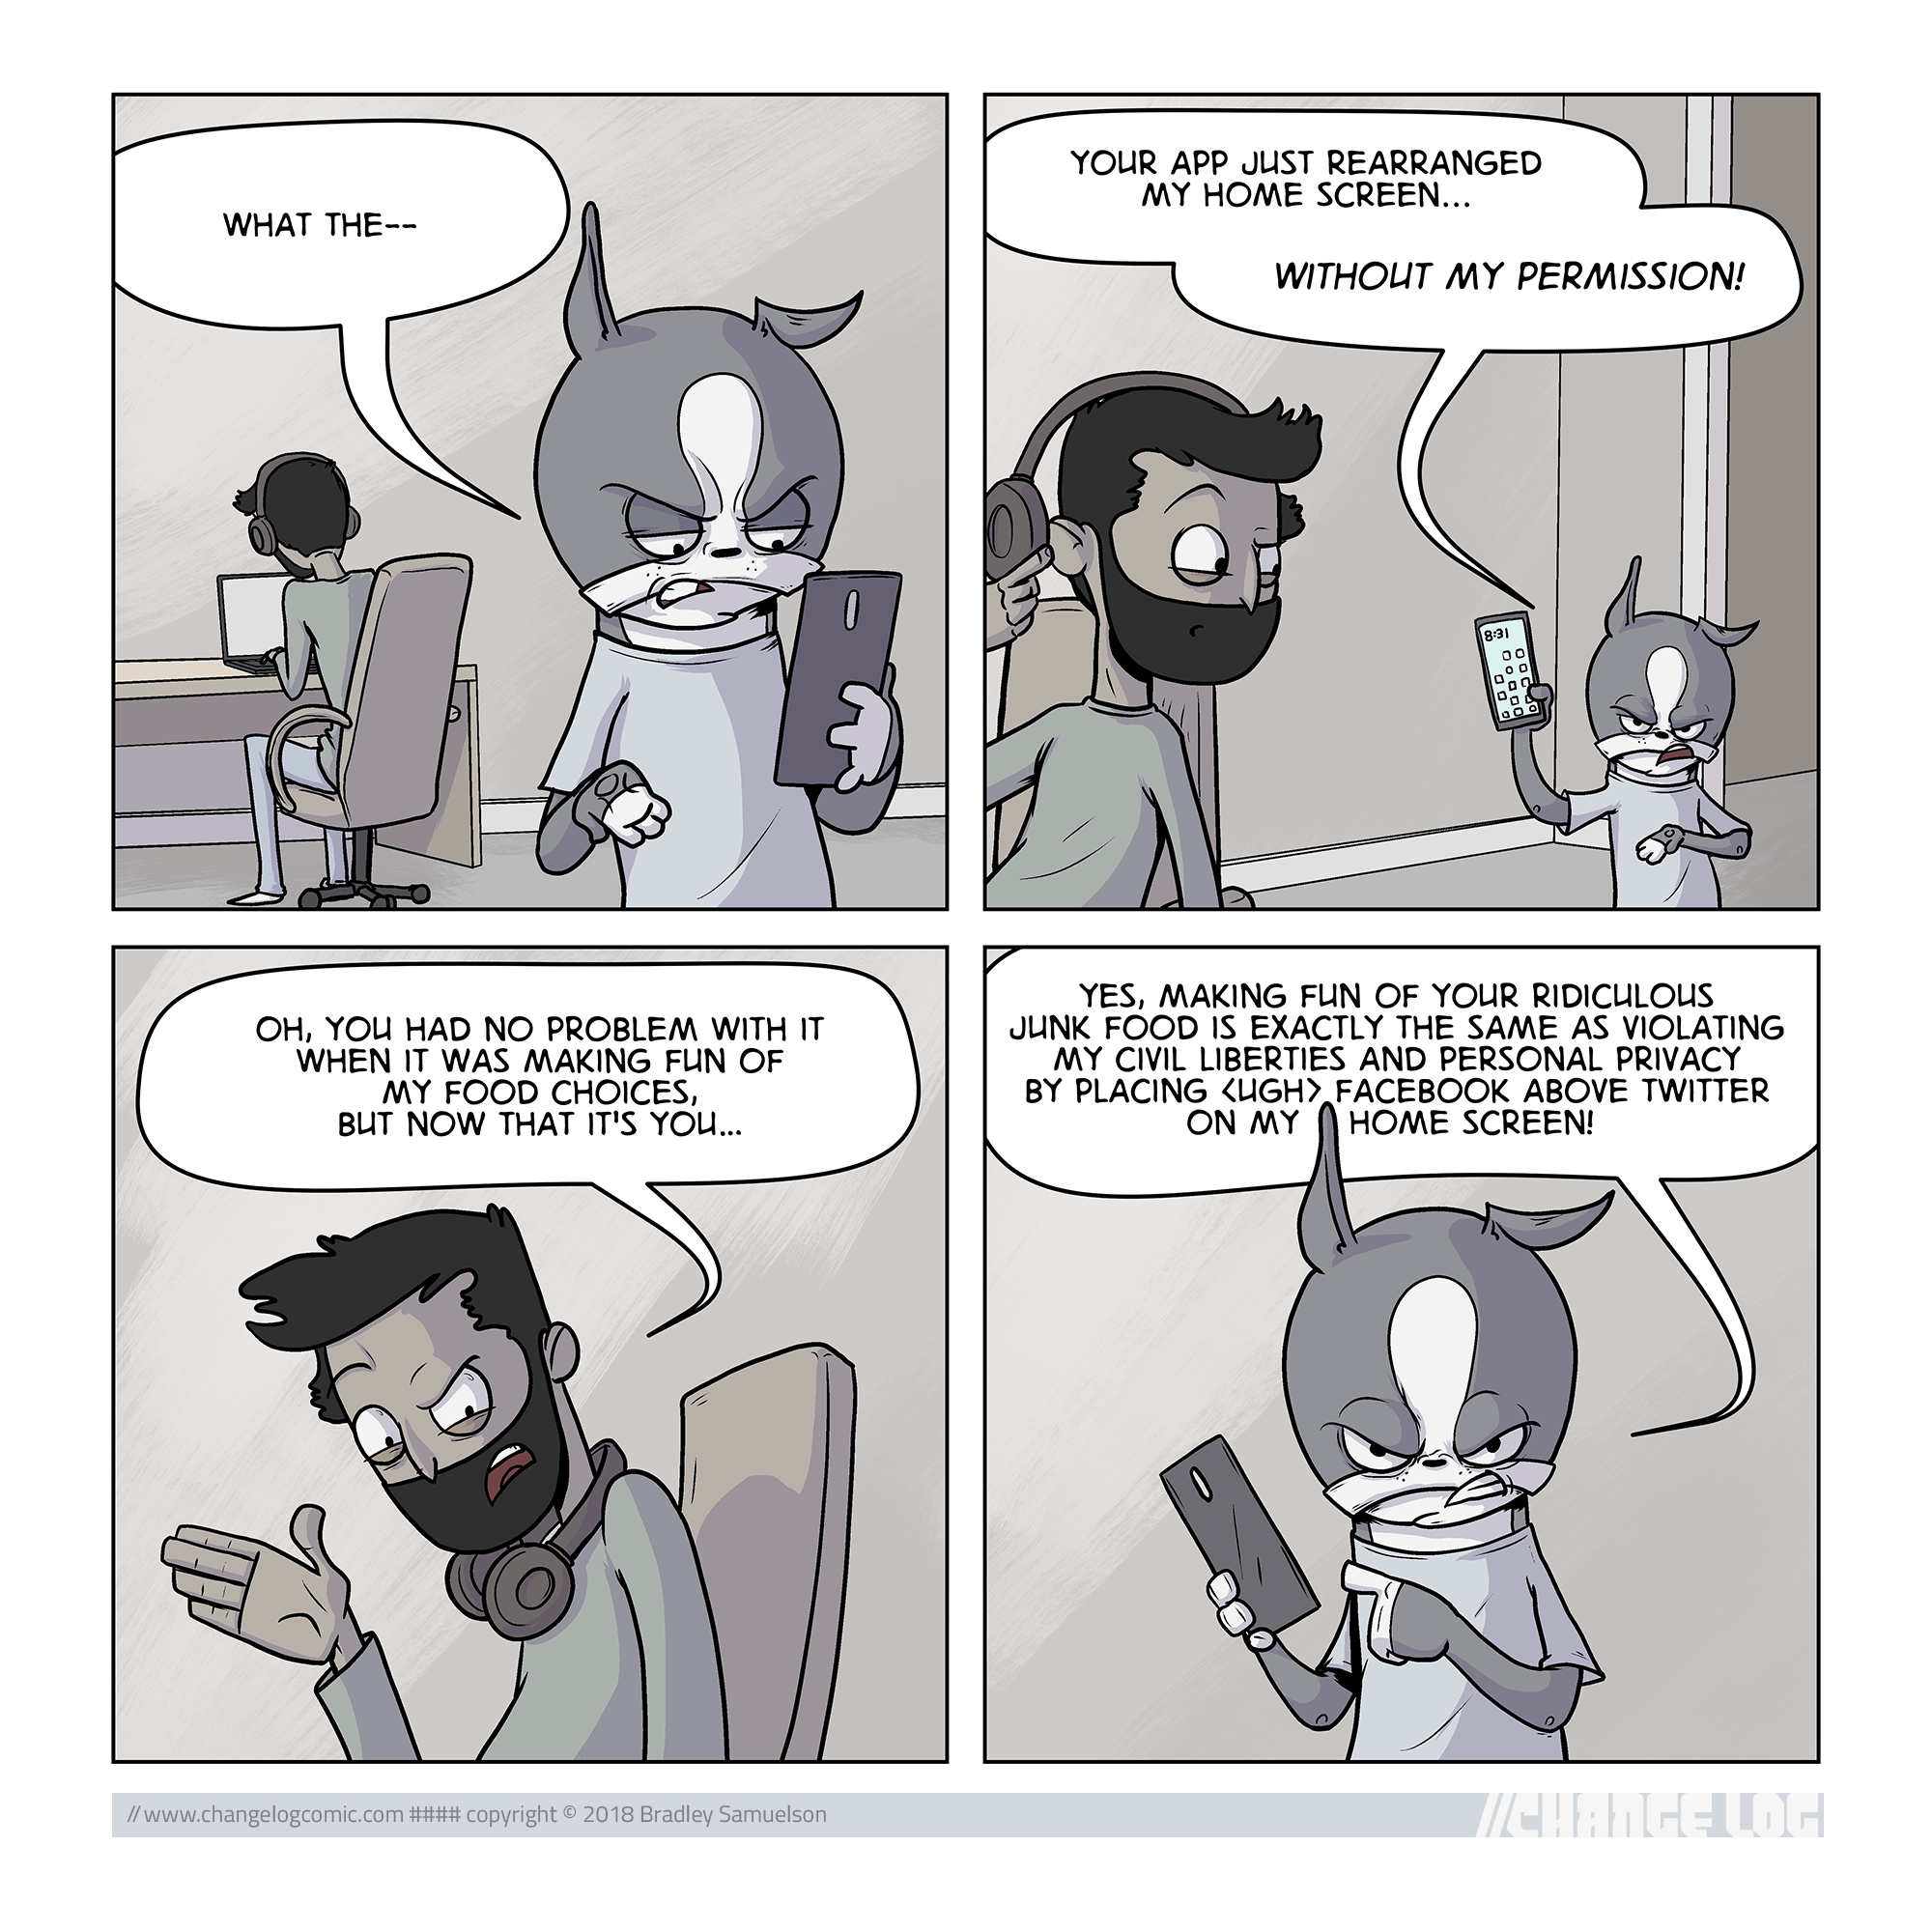 WHAT THE--
YOUR APP JUST REARRANGED
MY HOME SCREEN...
WITHOUT MY PERMISSION!
8:31
OH, YOU HAD NO PROBLEM WITH IT
WHEN IT WAS MAKING FUN OF
MY FOOD CHOICES,
BUT NOW THAT IT'S YOU...
YES, MAKING FUN OF YOUR RIDICULOUS
JUNK FOOD IS EXACTLY THE SAME AS VIOLATING
MY CIVIL LIBERTIES AND PERSONAL PRIVACY
BY PLACING <UGH> FACEBOOK ABOVE TWITTER
ON MY HOME SCREEN!
// www.changelogcomic.com #### copyright © 2018 Bradley Samuelson
//CHANGE LOG